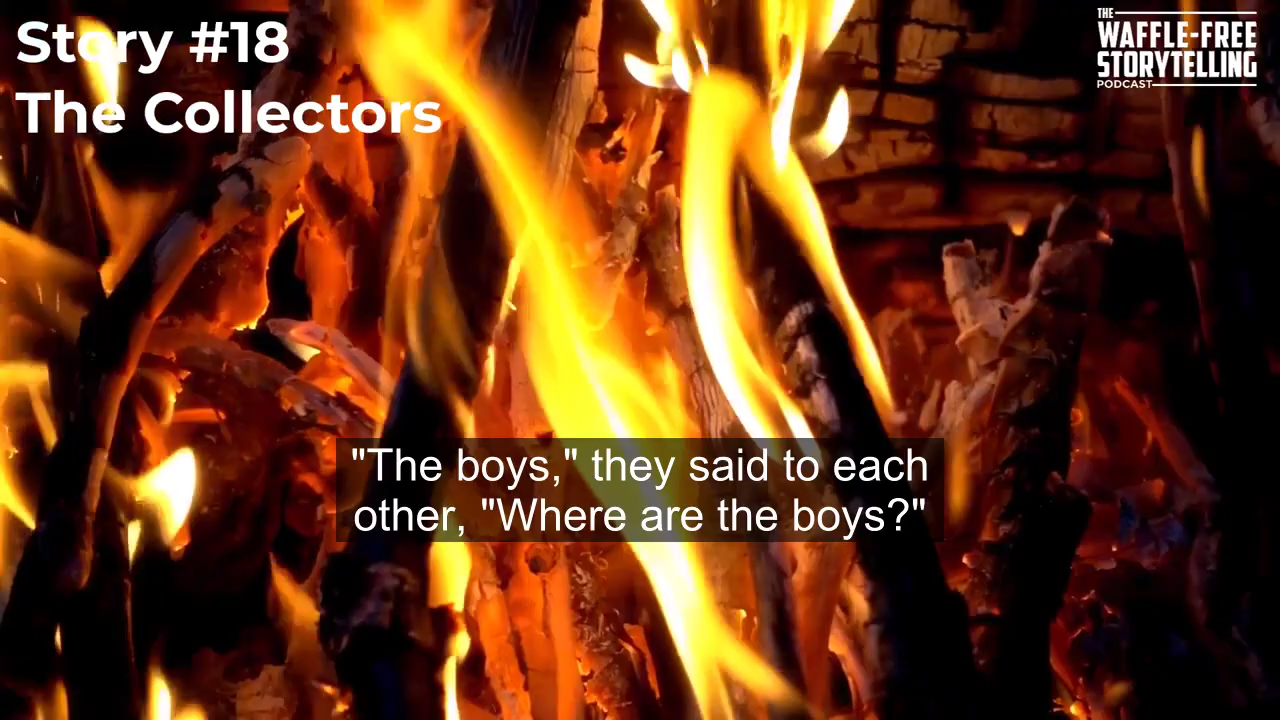 Story #18
The Collectors
THE
WAFFLE-FREE
STORYTELLING
PODCAST
"The boys," they said to each
other, "Where are the boys?"